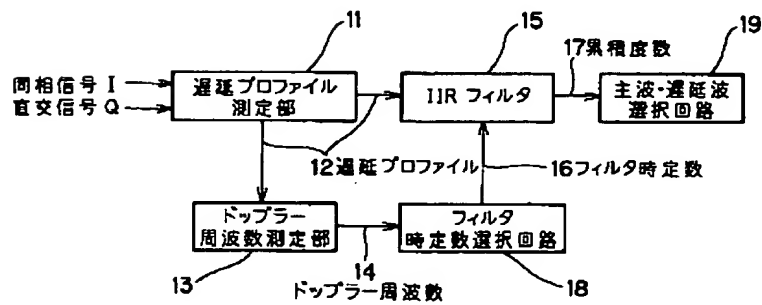 11
15
17累積度数
19
同相信号 I
直交信号 Q
遅延プロファイル
測定部
IIR フィルタ
主波・遅延波
選択回路
12遅延プロファイル
16フィルタ時定数
ドップラー
周波数測定部
フィルタ
時定数選択回路
13
14
ドップラー周波数
18